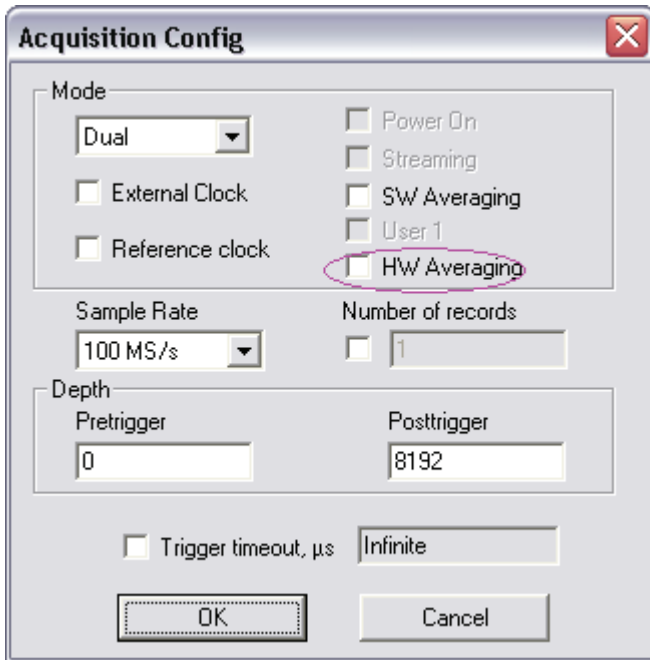 Acquisition Config
Mode
Dual
External Clock
Reference clock
Power On
Streaming
SW Averaging
User 1
HW Averaging
Sample Rate
100 MS/s
Number of records
1
Depth
Pretrigger
0
Posttrigger
8192
Trigger timeout, µs
Infinite
OK
Cancel